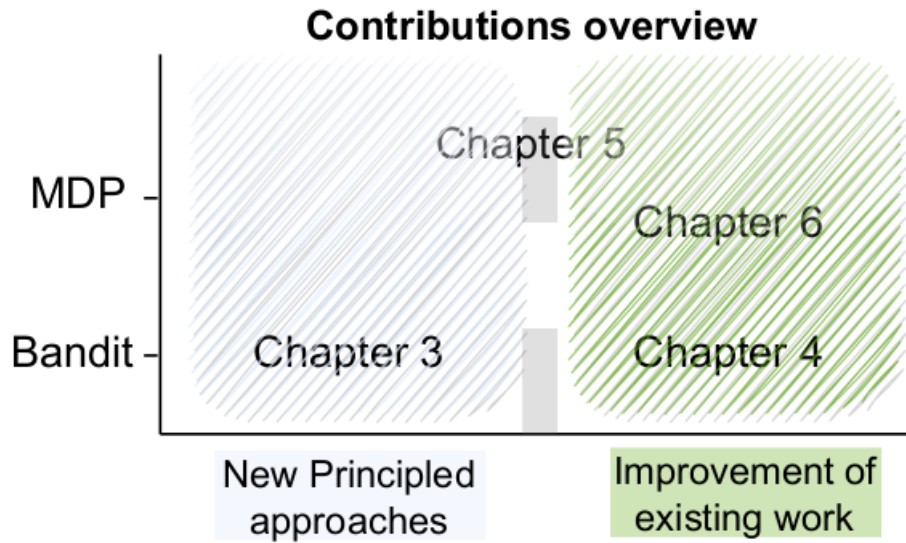 Contributions overview
Chapter 5
MDP
Chapter 6
Bandit
Chapter 3
Chapter 4
New Principled
approaches
Improvement of
existing work